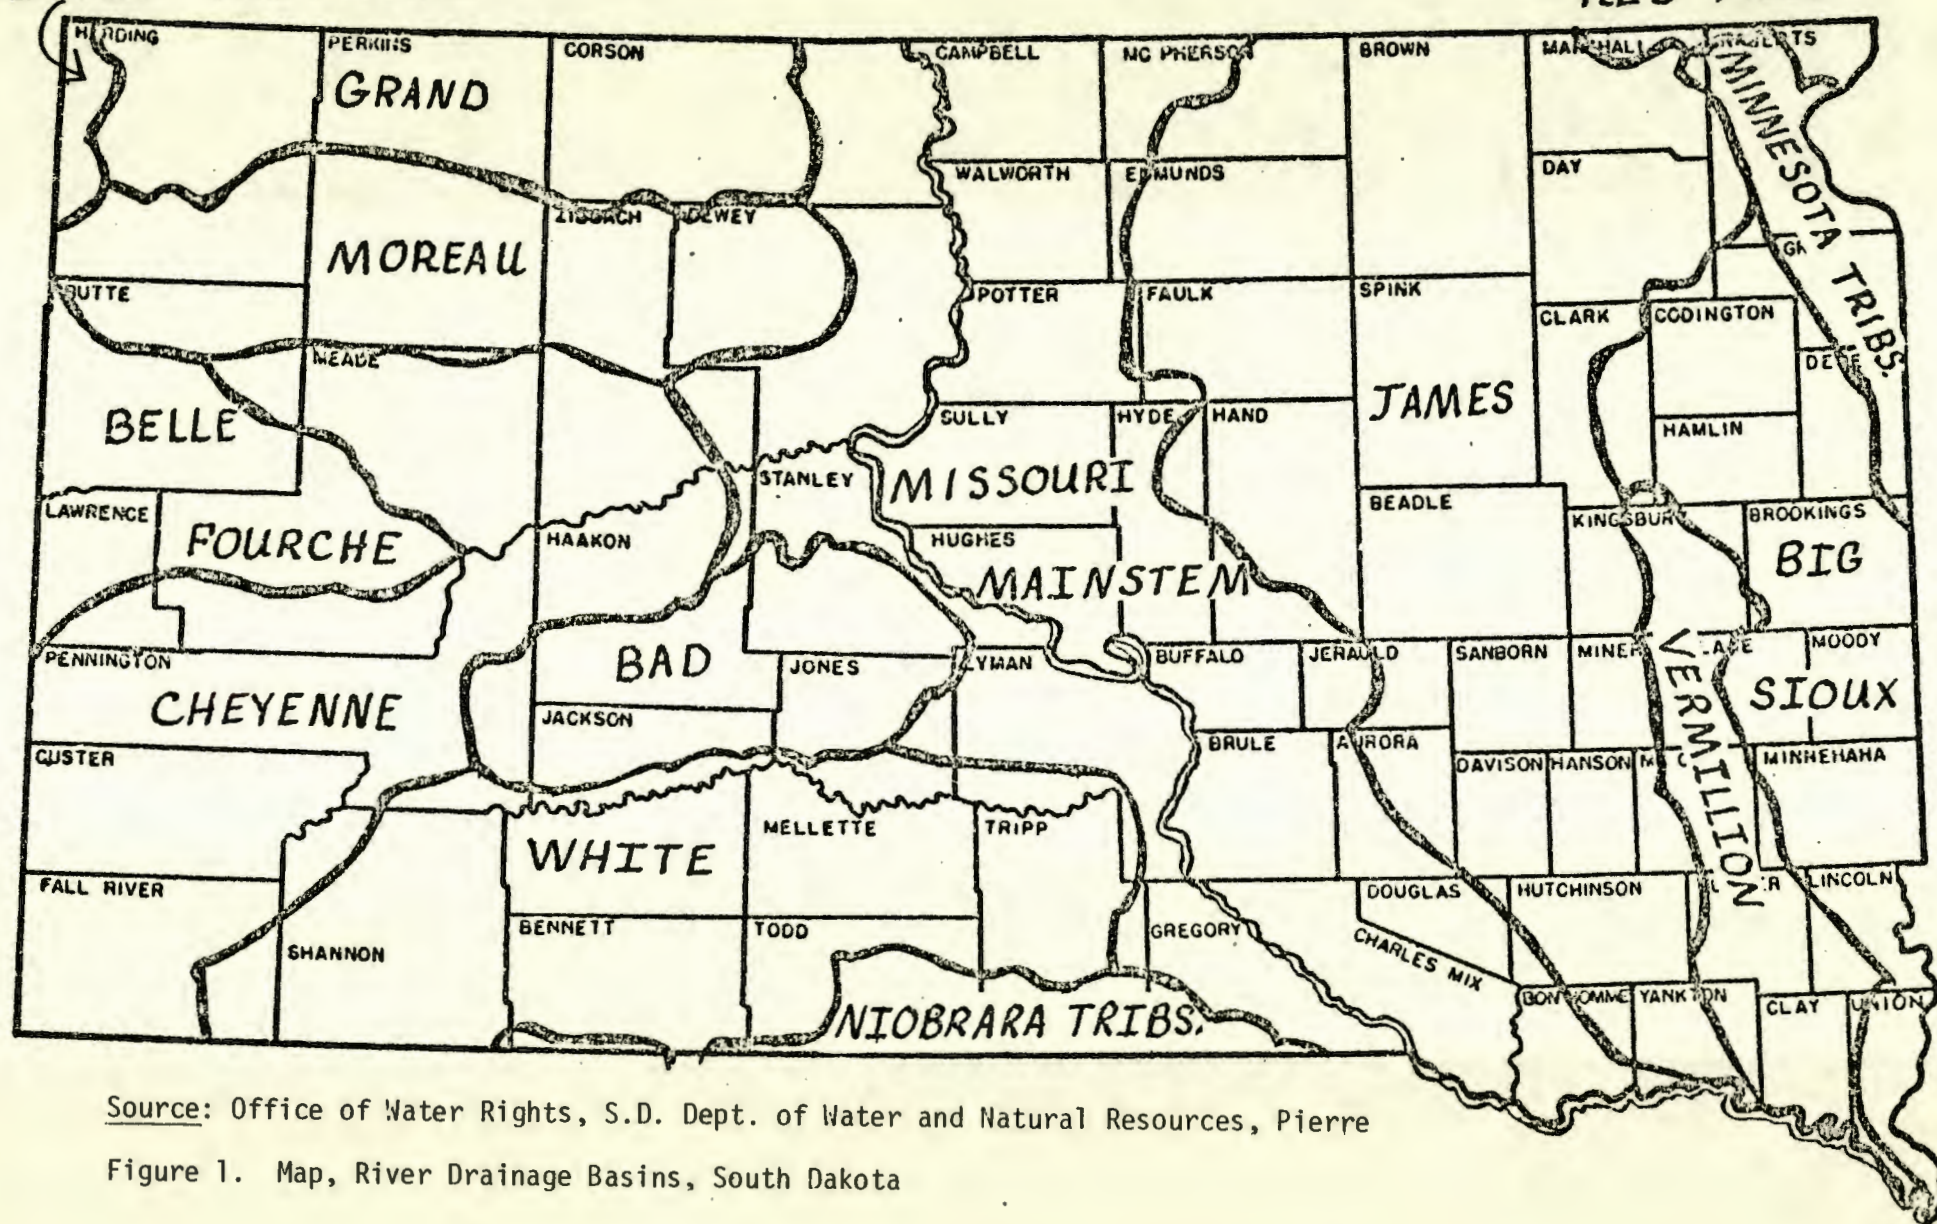 HARDING
PERKINS
CORSON
CAMPBELL
MC PHERSON
BROWN
MARSHALL
ROBERTS
GRAND
MINNESOTA TRIBS.
WALWORTH
EDMUNDS
DAY
ZIEBACH
DEWEY
MOREAU
BUTTE
POTTER
FAULK
SPINK
CLARK
CODINGTON
MEADE
BELLE
SULLY
HYDE
HAND
JAMES
HAMLIN
STANLEY
MISSOURI
LAWRENCE
BEADLE
KINGSBURY
BROOKINGS
FOURCHE
HAAKON
HUGHES
MAINSTEM
BIG
PENNINGTON
BAD
JONES
LYMAN
BUFFALO
JERAULD
SANBORN
MINER
LAKE
MOODY
CHEYENNE
JACKSON
VERMILLION
SIOUX
CUSTER
BRULE
AURORA
DAVISON
HANSON
MINNEHAHA
WHITE
MELLETTE
TRIPP
FALL RIVER
DOUGLAS
HUTCHINSON
LINCOLN
SHANNON
BENNETT
TODD
GREGORY
CHARLES MIX
NIOBRARA TRIBS.
BON HOMME
YANKTON
CLAY
UNION
Source: Office of Water Rights, S.D. Dept. of Water and Natural Resources, Pierre
Figure 1. Map, River Drainage Basins, South Dakota